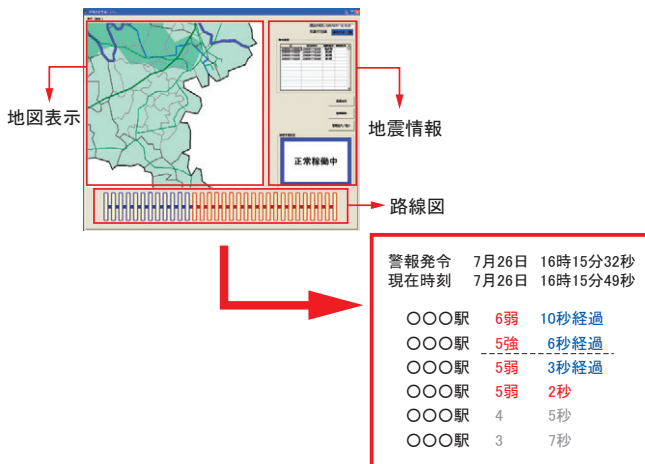 地図表示
正常稼働中
地震情報
路線図
警報発令 7月26日 16時15分32秒
現在時刻 7月26日 16時15分49秒
〇〇〇駅 6弱 10秒経過
〇〇〇駅 5強 6秒経過
〇〇〇駅 5弱 3秒経過
〇〇〇駅 5弱 2秒
〇〇〇駅 4 5秒
〇〇〇駅 3 7秒